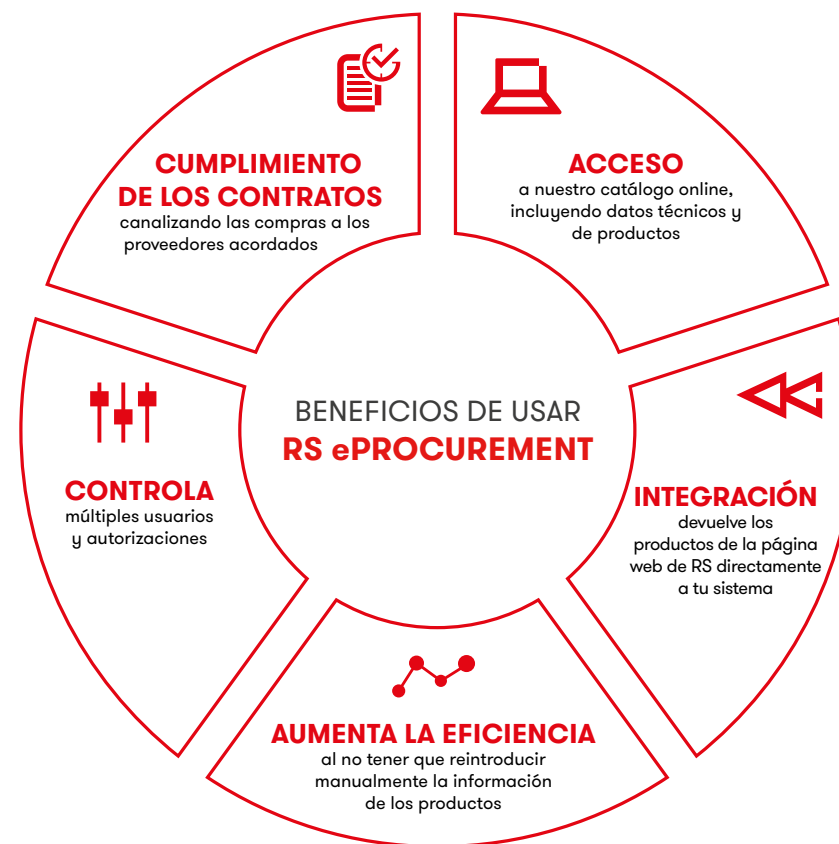 BENEFICIOS DE USAR
RS ePROCUREMENT
CUMPLIMIENTO
DE LOS CONTRATOS
canalizando las compras a los
proveedores acordados
ACCESO
a nuestro catálogo online,
incluyendo datos técnicos y
de productos
INTEGRACIÓN
devuelve los
productos de la página
web de RS directamente
a tu sistema
AUMENTA LA EFICIENCIA
al no tener que reintroducir
manualmente la información
de los productos
CONTROLA
múltiples usuarios
y autorizaciones